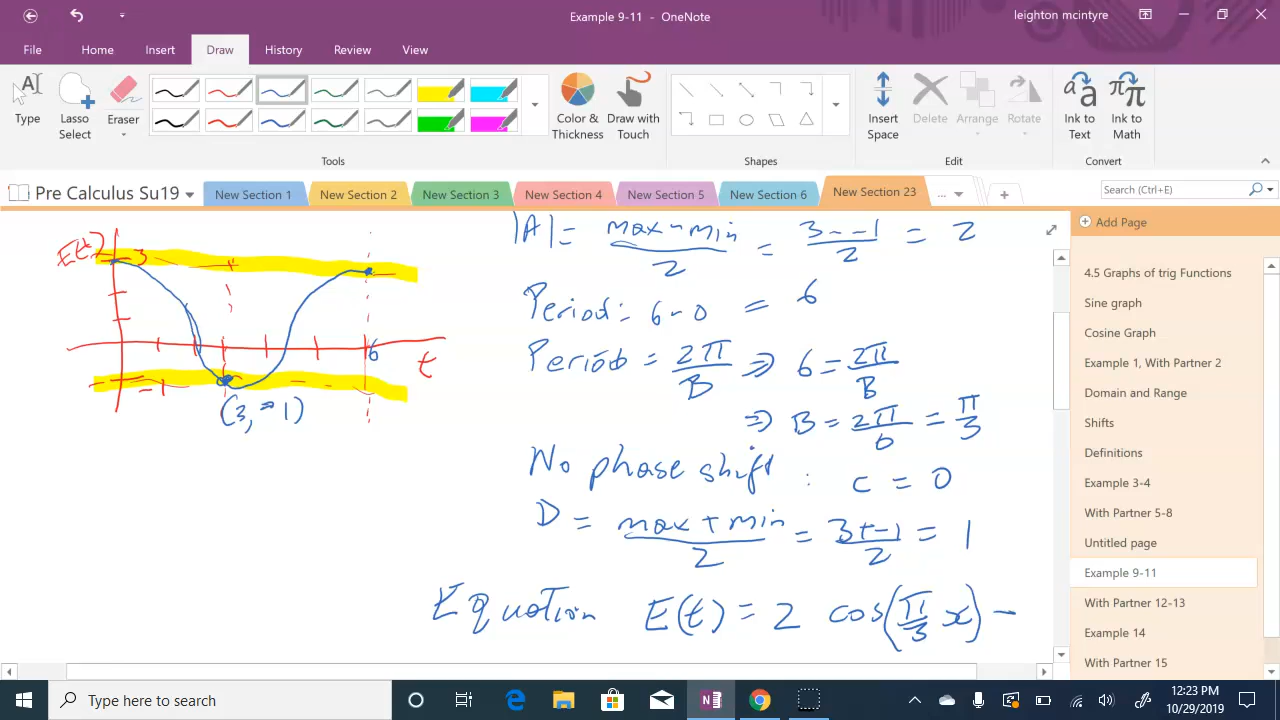 Example 9-11 - OneNote
leighton mcintyre
File Home Insert Draw History Review View
Type
Lasso Select
Eraser
Color & Thickness
Draw with Touch
Insert Space
Delete
Arrange
Rotate
Ink to Text
Ink to Math
Tools
Shapes
Edit
Convert
Pre Calculus Su19
New Section 1
New Section 2
New Section 3
New Section 4
New Section 5
New Section 6
New Section 23
...
Search (Ctrl+E)
E(t)
3
-1
6
t
(3, -1)
|A| = max - min / 2 = 3 - -1 / 2 = 2
Period: 6 - 0 = 6
Period = 2π / B ⇒ 6 = 2π / B
⇒ B = 2π / 6 = π / 3
No phase shift : c = 0
D = max + min / 2 = 3 + -1 / 2 = 1
Equation E(t) = 2 cos(π/3 x) -
Add Page
4.5 Graphs of trig Functions
Sine graph
Cosine Graph
Example 1, With Partner 2
Domain and Range
Shifts
Definitions
Example 3-4
With Partner 5-8
Untitled page
Example 9-11
With Partner 12-13
Example 14
With Partner 15
Type here to search
12:23 PM
10/29/2019